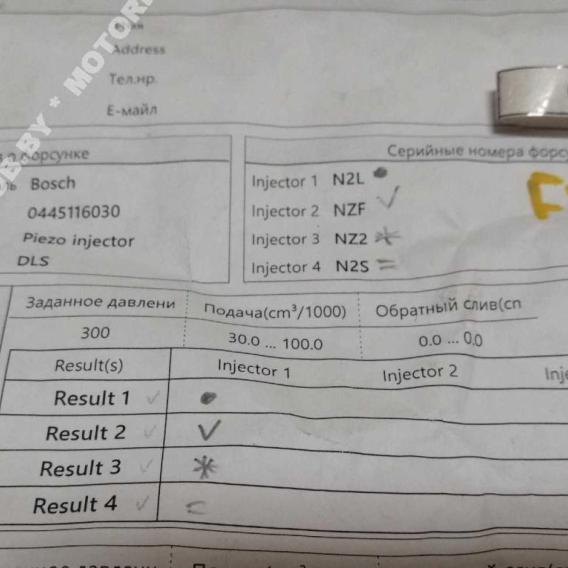 Address
Тел.нр.
Е-майл
форсунке
Серийные номера форсу
Bosch
0445116030
Piezo injector
DLS
Injector 1 N2L
Injector 2 NZF
Injector 3 NZ2
Injector 4 N2S
Заданное давлени Подача(cm³/1000) Обратный слив(cп
300 30.0 ... 100.0 0.0 ... 0,0
Result(s) Injector 1 Injector 2 Inje
Result 1
Result 2
Result 3
Result 4